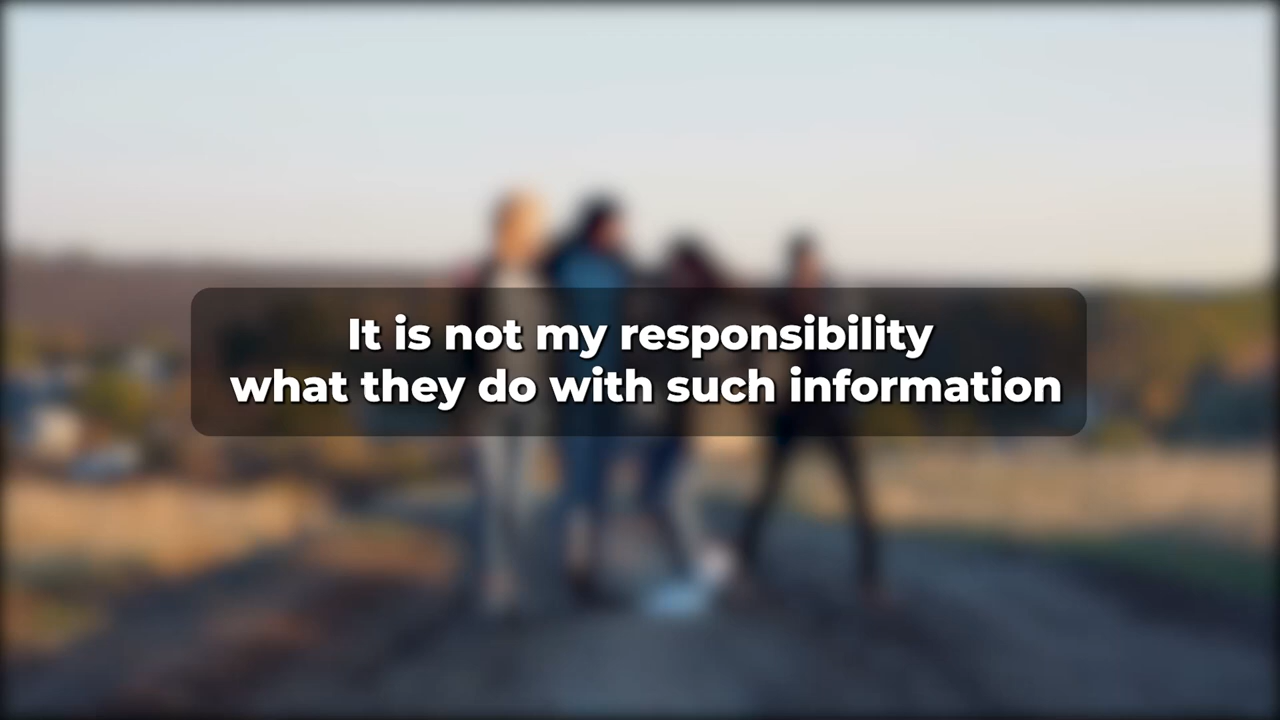 It is not my responsibility
what they do with such information